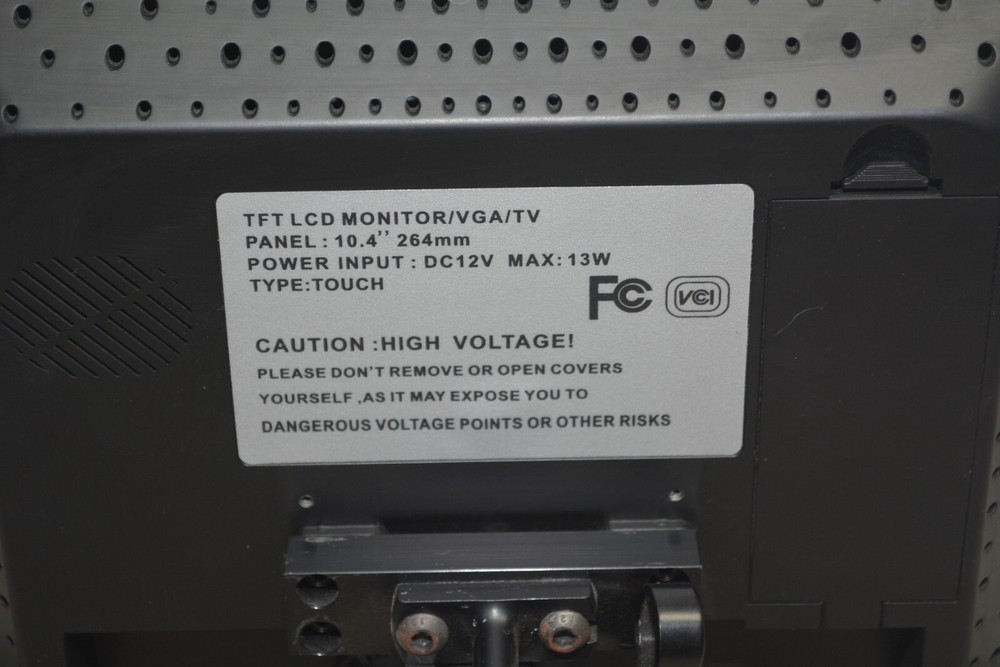 TFT LCD MONITOR/VGA/TV
PANEL : 10.4’’ 264mm
POWER INPUT : DC12V MAX: 13W
TYPE:TOUCH
FC VCI
CAUTION :HIGH VOLTAGE!
PLEASE DON'T REMOVE OR OPEN COVERS
YOURSELF ,AS IT MAY EXPOSE YOU TO
DANGEROUS VOLTAGE POINTS OR OTHER RISKS